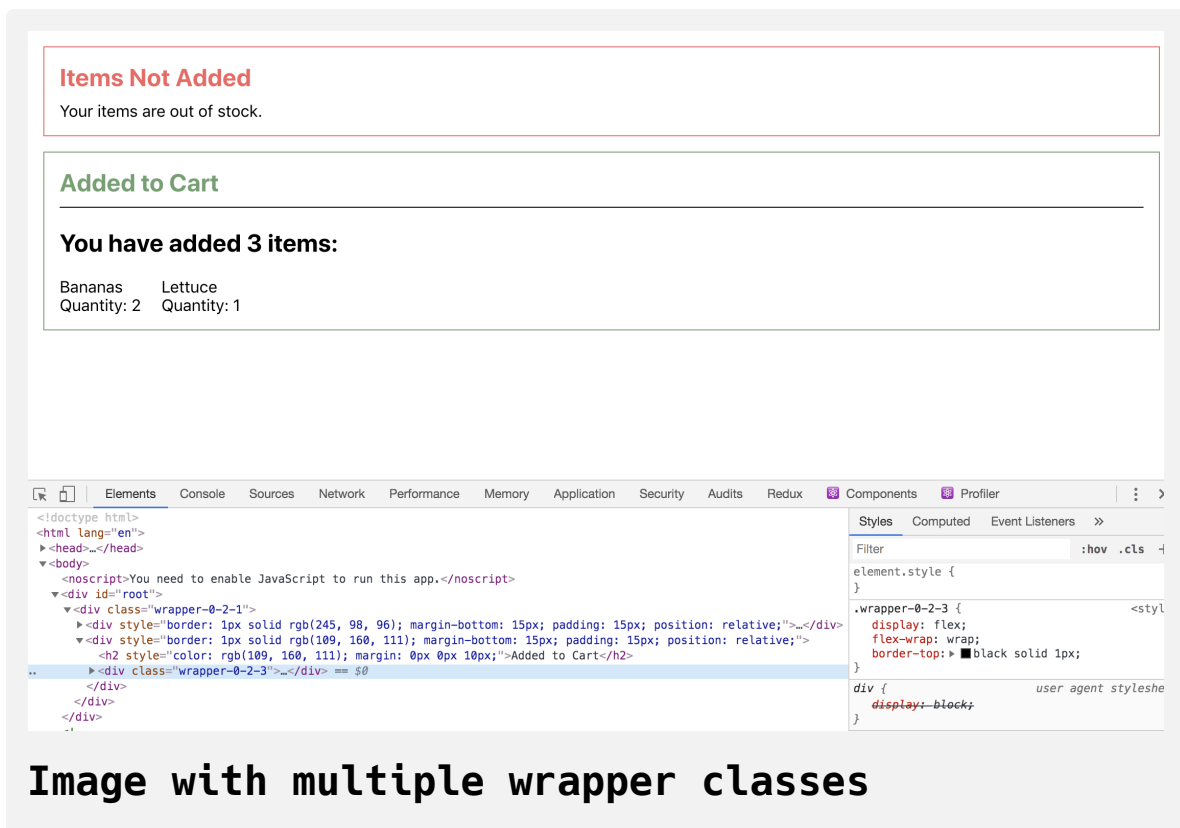 Items Not Added
Your items are out of stock.
Added to Cart
You have added 3 items:
Bananas Lettuce
Quantity: 2 Quantity: 1
Elements Console Sources Network Performance Memory Application Security Audits Redux Components Profiler
<!doctype html>
<html lang="en">
<head>…</head>
<body>
<noscript>You need to enable JavaScript to run this app.</noscript>
<div id="root">
<div class="wrapper-0-2-1">
<div style="border: 1px solid rgb(245, 98, 96); margin-bottom: 15px; padding: 15px; position: relative;">…</div>
<div style="border: 1px solid rgb(109, 160, 111); margin-bottom: 15px; padding: 15px; position: relative;">
<h2 style="color: rgb(109, 160, 111); margin: 0px 0px 10px;">Added to Cart</h2>
<div class="wrapper-0-2-3">…</div> == $0
</div>
</div>
</div>
Styles Computed Event Listeners »
Filter :hov .cls
element.style {
}
.wrapper-0-2-3 { <styl
display: flex;
flex-wrap: wrap;
border-top: black solid 1px;
}
div { user agent styleshe
display: block;
}
Image with multiple wrapper classes